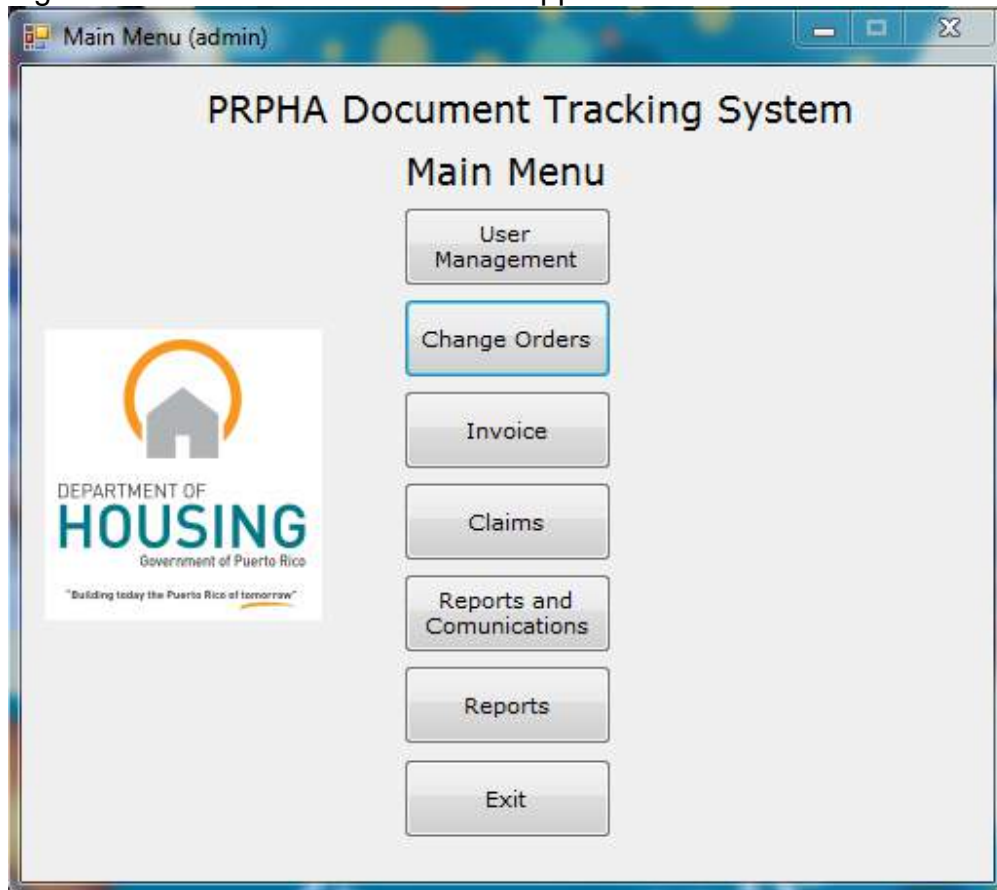 Main Menu (admin)
PRPHA Document Tracking System
Main Menu
User
Management
Change Orders
Invoice
Claims
Reports and
Comunications
Reports
Exit
DEPARTMENT OF
HOUSING
Government of Puerto Rico
"Building today the Puerto Rico of tomorrow"